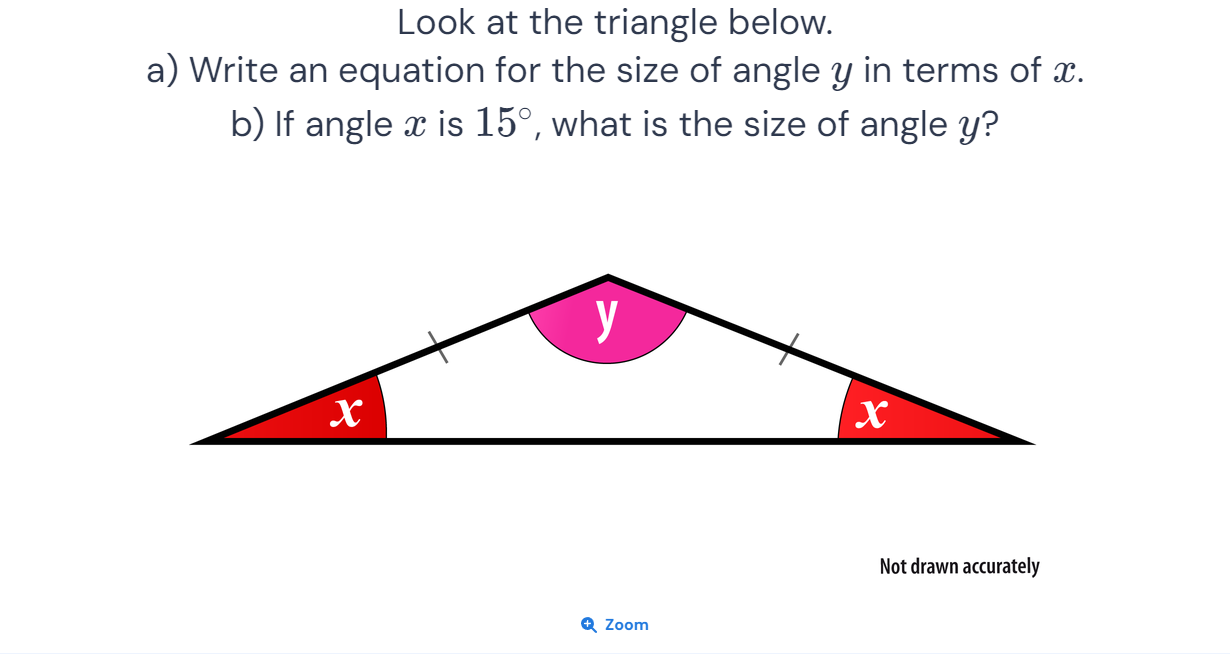 Look at the triangle below.
a) Write an equation for the size of angle y in terms of x.
b) If angle x is 15°, what is the size of angle y?
y
x x
Not drawn accurately
Zoom